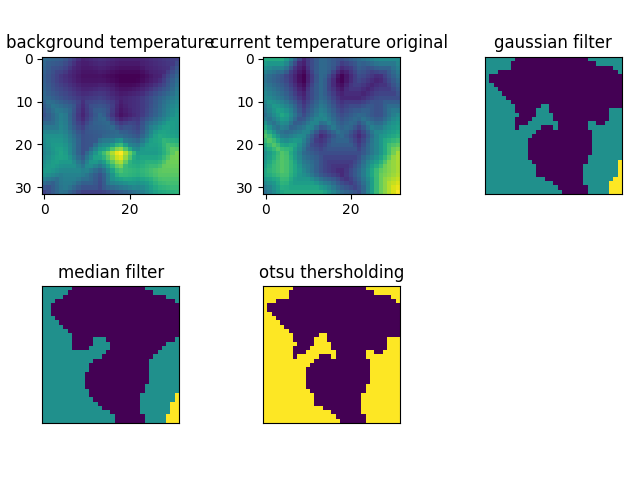 background temperature
current temperature original
gaussian filter
0
10
20
30
0
20
0
10
20
30
0
20
median filter
otsu thersholding